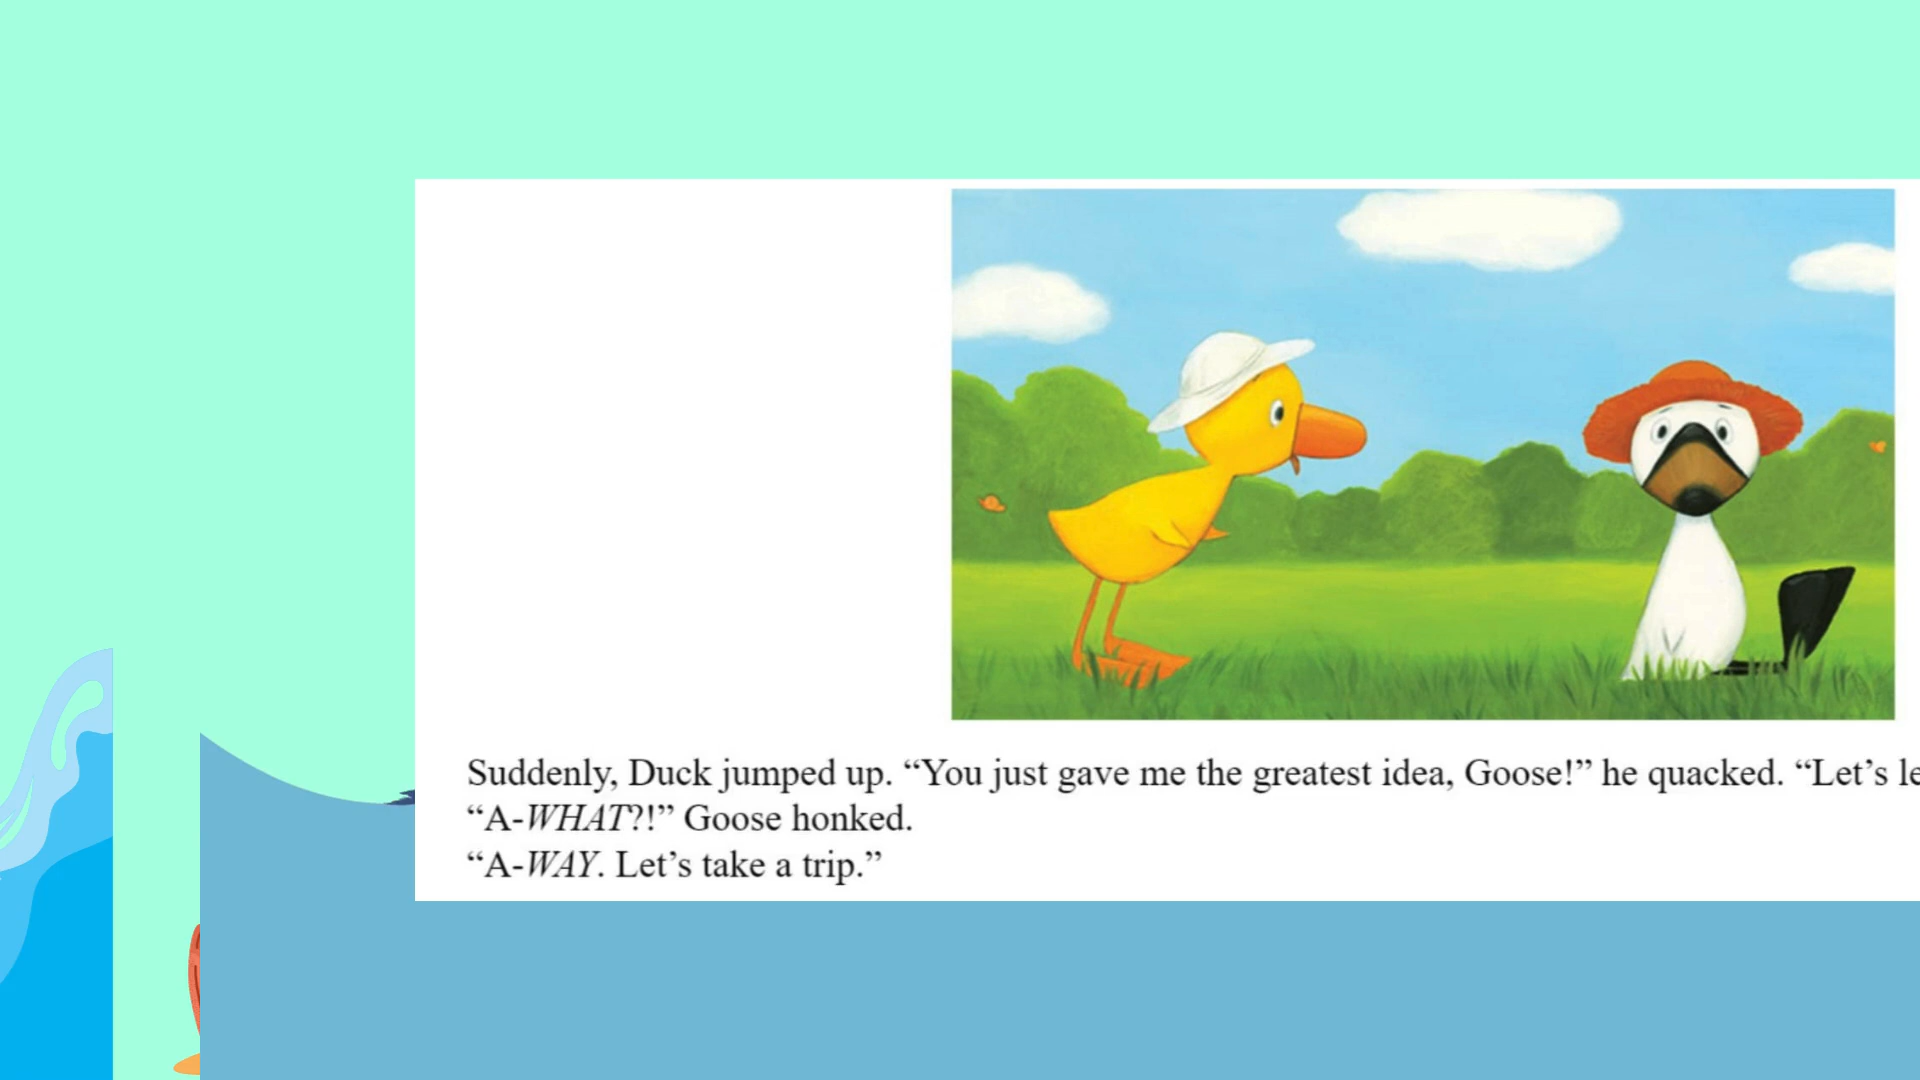 Suddenly, Duck jumped up. “You just gave me the greatest idea, Goose!” he quacked. “Let’s
“A-WHAT?!” Goose honked.
“A-WAY. Let’s take a trip.”